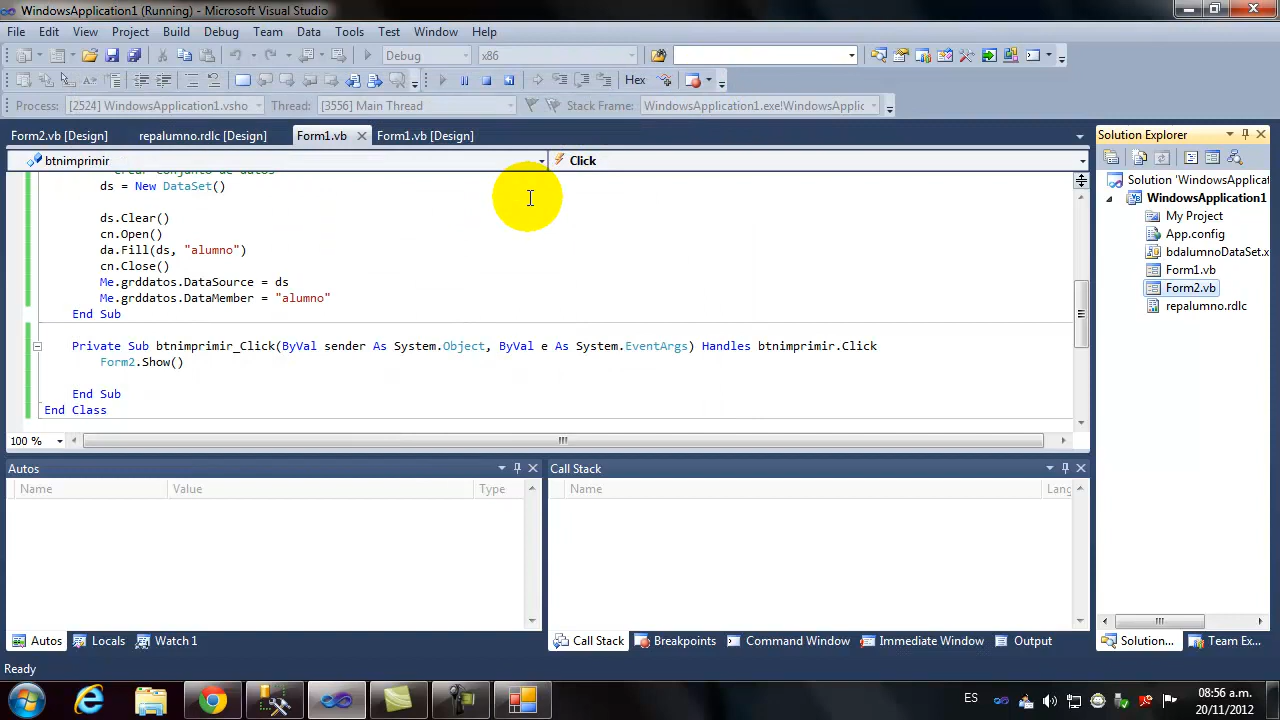 WindowsApplication1 (Running) - Microsoft Visual Studio
File Edit View Project Build Debug Team Data Tools Test Window Help
Debug x86
Hex
Process: [2524] WindowsApplication1.vsho Thread: [3556] Main Thread Stack Frame: WindowsApplication1.exe!WindowsApplic
Form2.vb [Design] repalumno.rdlc [Design] Form1.vb Form1.vb [Design]
btnimprimir Click
'Crear conjunto de datos
ds = New DataSet()
ds.Clear()
cn.Open()
da.Fill(ds, "alumno")
cn.Close()
Me.grddatos.DataSource = ds
Me.grddatos.DataMember = "alumno"
End Sub
Private Sub btnimprimir_Click(ByVal sender As System.Object, ByVal e As System.EventArgs) Handles btnimprimir.Click
Form2.Show()
End Sub
End Class
100 %
Solution Explorer
Solution 'WindowsApplicat
WindowsApplication1
My Project
App.config
bdalumnoDataSet.x
Form1.vb
Form2.vb
repalumno.rdlc
Autos
Name Value Type
Call Stack
Name Lang
Autos Locals Watch 1
Call Stack Breakpoints Command Window Immediate Window Output
Solution... Team Ex...
Ready
ES
08:56 a.m.
20/11/2012